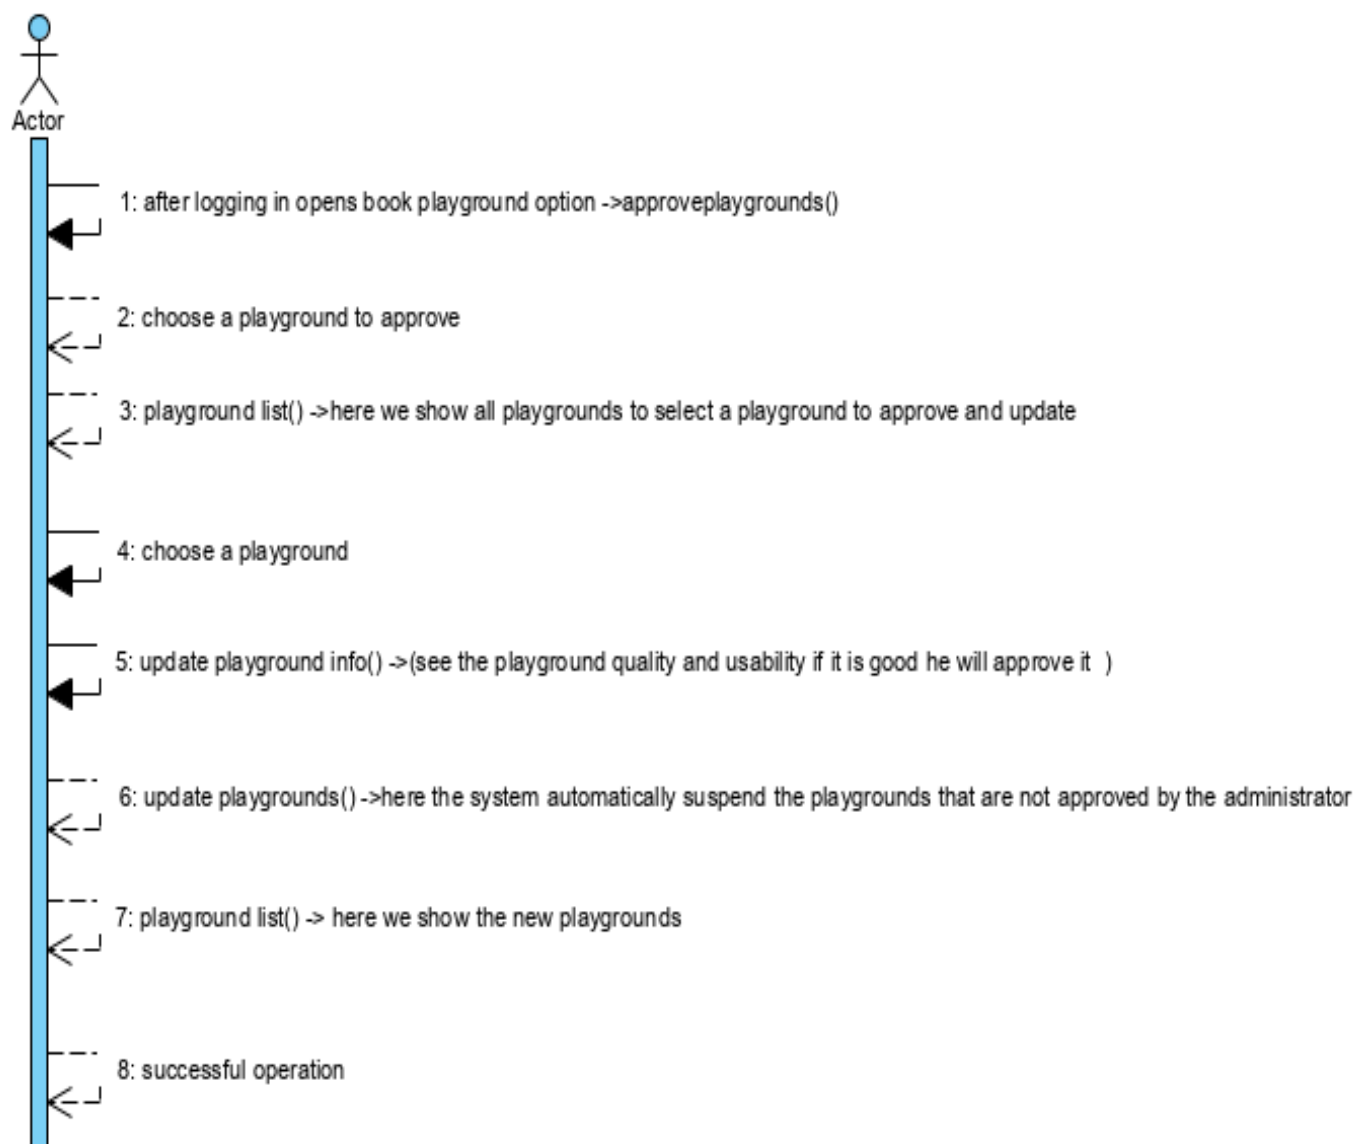 Actor
1: after logging in opens book playground option ->approveplaygrounds()
2: choose a playground to approve
3: playground list() ->here we show all playgrounds to select a playground to approve and update
4: choose a playground
5: update playground info() ->(see the playground quality and usability if it is good he will approve it  )
6: update playgrounds() ->here the system automatically suspend the playgrounds that are not approved by the administrator
7: playground list() -> here we show the new playgrounds
8: successful operation